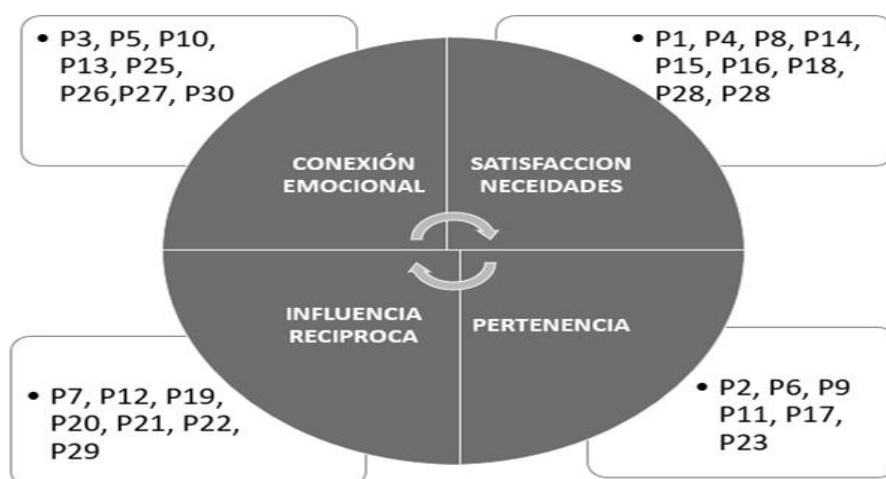 • P3, P5, P10,
P13, P25,
P26,P27, P30
• P1, P4, P8, P14,
P15, P16, P18,
P28, P28
CONEXIÓN
EMOCIONAL
SATISFACCION
NECEIDADES
INFLUENCIA
RECIPROCA
PERTENENCIA
• P7, P12, P19,
P20, P21, P22,
P29
• P2, P6, P9
P11, P17,
P23